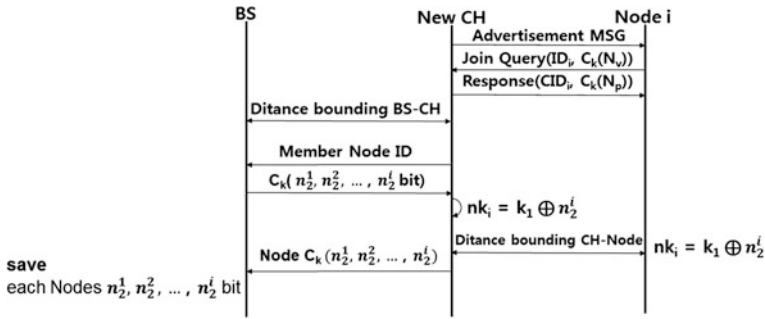 BS New CH Node i
Advertisement MSG
Join Query(IDᵢ, Cₖ(Nᵥ))
Response(CIDᵢ, Cₖ(Nₚ))
Ditance bounding BS-CH
Member Node ID
Cₖ( n₂¹, n₂², … , n₂ⁱ bit)
nkᵢ = k₁ ⊕ n₂ⁱ
Ditance bounding CH-Node
nkᵢ = k₁ ⊕ n₂ⁱ
Node Cₖ (n₂¹, n₂², … , n₂ⁱ)
save
each Nodes n₂¹, n₂², … , n₂ⁱ bit